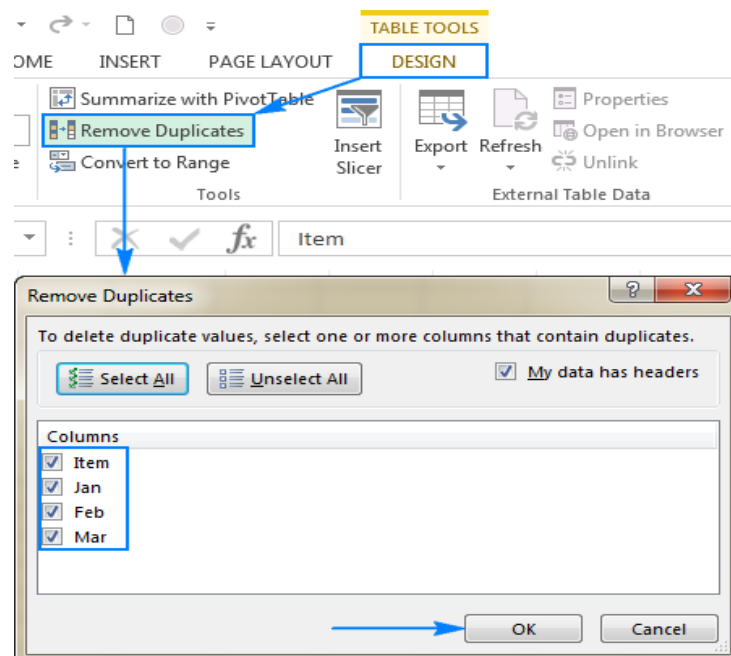 TABLE TOOLS
OME INSERT PAGE LAYOUT DESIGN
Summarize with PivotTable
Remove Duplicates
e Convert to Range
Tools
Insert
Slicer
Export Refresh
Properties
Open in Browser
Unlink
External Table Data
fx Item
Remove Duplicates ? X
To delete duplicate values, select one or more columns that contain duplicates.
Select All Unselect All My data has headers
Columns
Item
Jan
Feb
Mar
OK Cancel